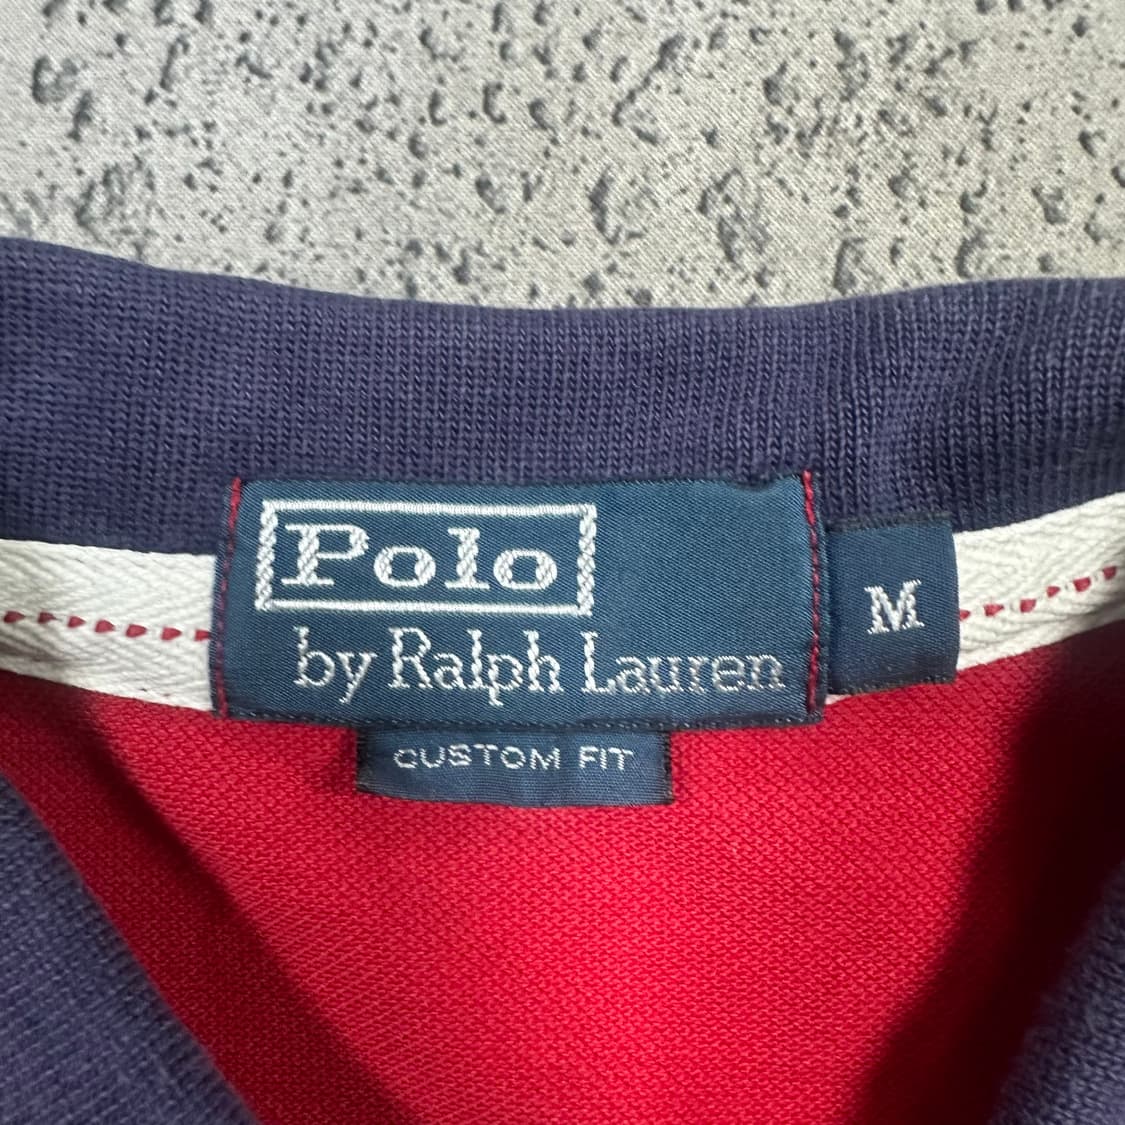 Polo
by Ralph Lauren
M
CUSTOM FIT